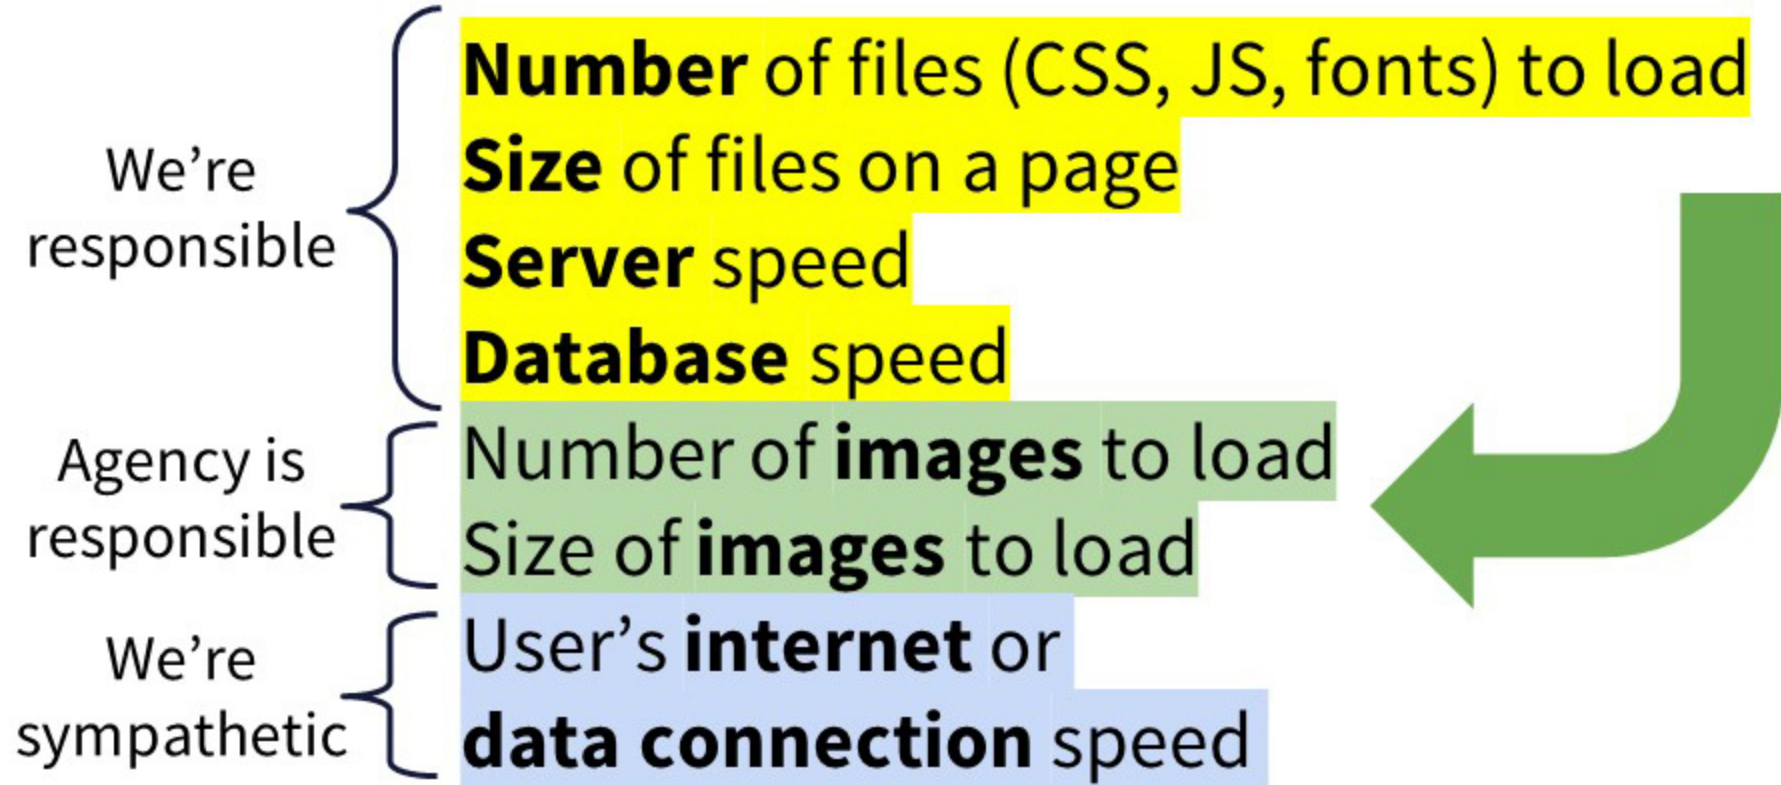 We're
responsible
Number of files (CSS, JS, fonts) to load
Size of files on a page
Server speed
Database speed
Agency is
responsible
Number of images to load
Size of images to load
We're
sympathetic
User's internet or
data connection speed